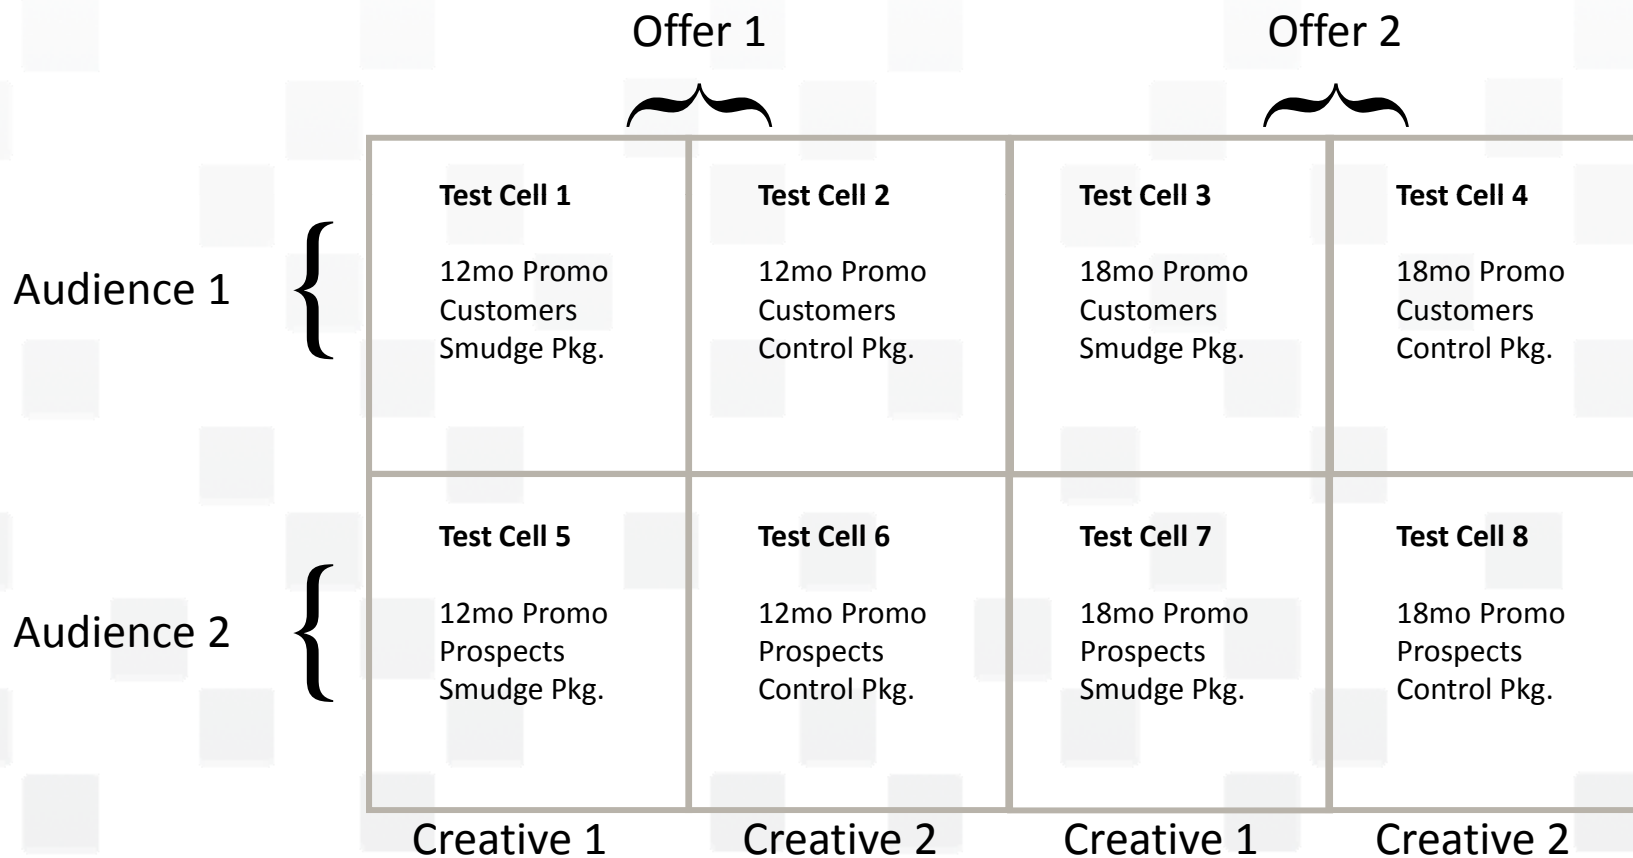 Offer 1
Offer 2
Audience 1
Test Cell 1
12mo Promo
Customers
Smudge Pkg.
Test Cell 2
12mo Promo
Customers
Control Pkg.
Test Cell 3
18mo Promo
Customers
Smudge Pkg.
Test Cell 4
18mo Promo
Customers
Control Pkg.
Audience 2
Test Cell 5
12mo Promo
Prospects
Smudge Pkg.
Test Cell 6
12mo Promo
Prospects
Control Pkg.
Test Cell 7
18mo Promo
Prospects
Smudge Pkg.
Test Cell 8
18mo Promo
Prospects
Control Pkg.
Creative 1
Creative 2
Creative 1
Creative 2